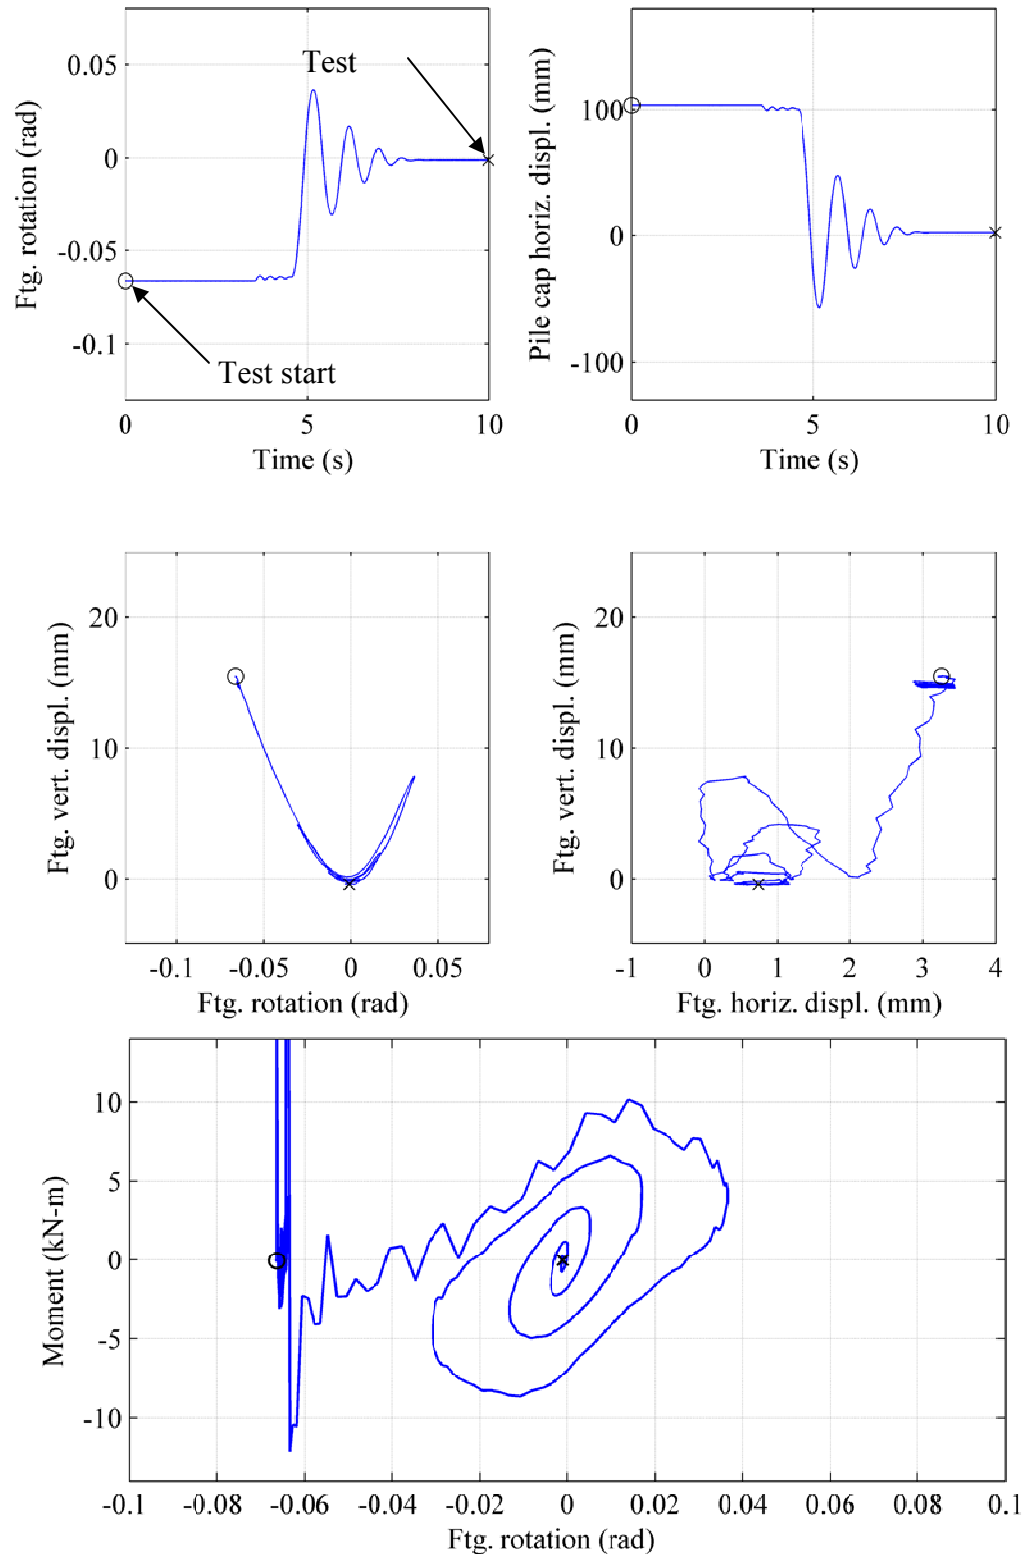 Ftg. rotation (rad)
0.05
0
-0.05
-0.1
Test
Test start
0 5 10
Time (s)
Pile cap horiz. displ. (mm)
100
0
-100
0 5 10
Time (s)
Ftg. vert. displ. (mm)
20
10
0
-0.1 -0.05 0 0.05
Ftg. rotation (rad)
Ftg. vert. displ. (mm)
20
10
0
-1 0 1 2 3 4
Ftg. horiz. displ. (mm)
Moment (kN-m)
10
5
0
-5
-10
-0.1 -0.08 -0.06 -0.04 -0.02 0 0.02 0.04 0.06 0.08 0.1
Ftg. rotation (rad)